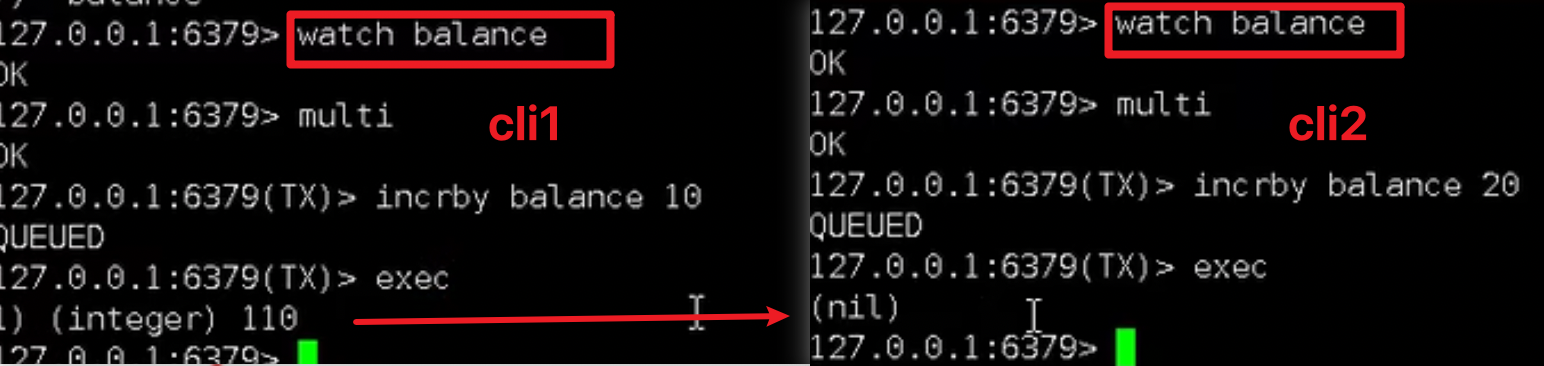 balance
127.0.0.1:6379> watch balance
OK
127.0.0.1:6379> multi
cli1
OK
127.0.0.1:6379(TX)> incrby balance 10
QUEUED
127.0.0.1:6379(TX)> exec
1) (integer) 110
127.0.0.1:6379>
127.0.0.1:6379> watch balance
OK
127.0.0.1:6379> multi
cli2
OK
127.0.0.1:6379(TX)> incrby balance 20
QUEUED
127.0.0.1:6379(TX)> exec
(nil)
127.0.0.1:6379>